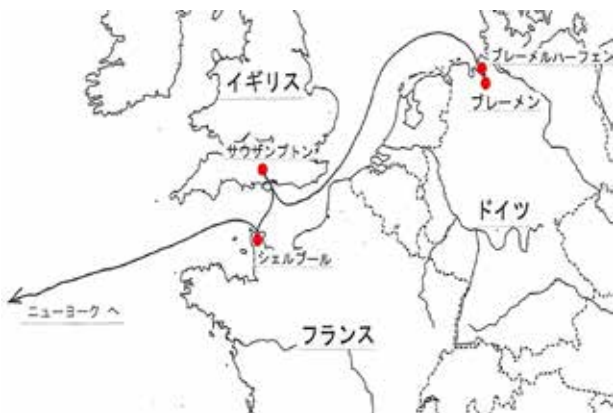 ブレーメルハーフェン
イギリス
ブレーメン
サウザンプトン
ドイツ
シェルブール
ニューヨーク へ
フランス